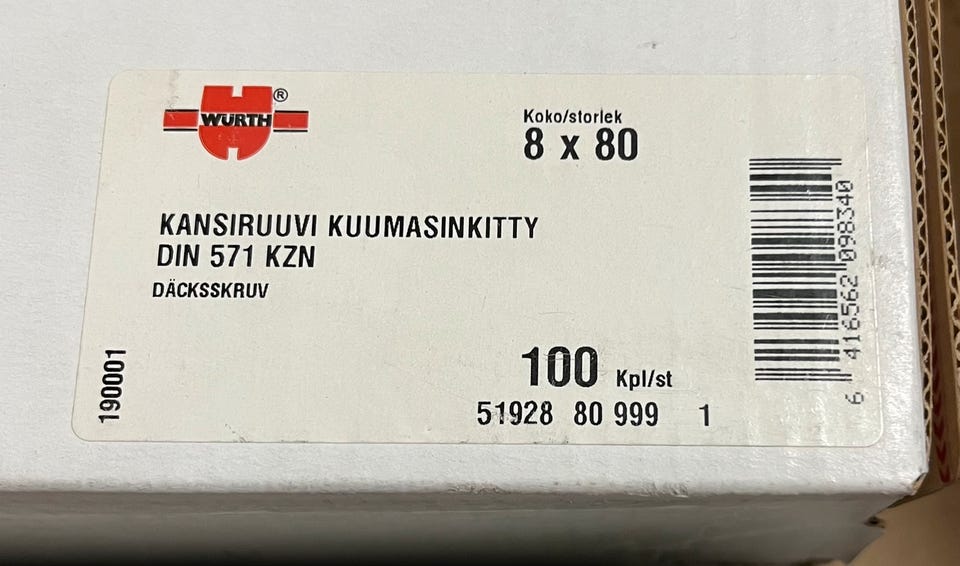 WÜRTH®
Koko/storlek
8 x 80
KANSIRUUVI KUUMASINKITTY
DIN 571 KZN
DÄCKSSKRUV
190001
100 Kpl/st
51928 80 999 1
6 416562 098340